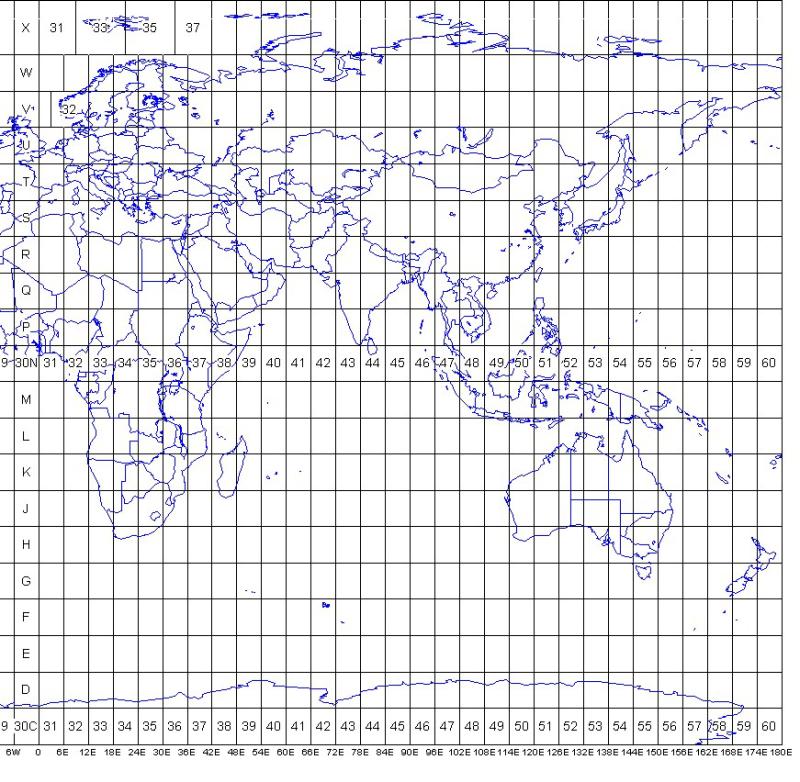 X 31 33 35 37
W
V 32
U
T
S
R
Q
P
9 30N 31 32 33 34 35 36 37 38 39 40 41 42 43 44 45 46 47 48 49 50 51 52 53 54 55 56 57 58 59 60
M
L
K
J
H
G
F
E
D
9 30C 31 32 33 34 35 36 37 38 39 40 41 42 43 44 45 46 47 48 49 50 51 52 53 54 55 56 57 58 59 60
6W 0 6E 12E 18E 24E 30E 36E 42E 48E 54E 60E 66E 72E 78E 84E 90E 96E 102E 108E 114E 120E 126E 132E 138E 144E 150E 156E 162E 168E 174E 180E